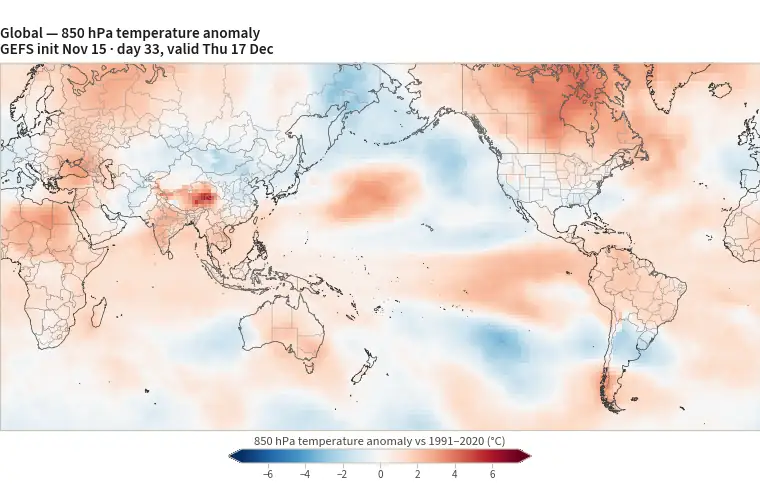 Global — 850 hPa temperature anomaly
GEFS init Nov 15 · day 33, valid Thu 17 Dec
850 hPa temperature anomaly vs 1991–2020 (°C)
−6 −4 −2 0 2 4 6